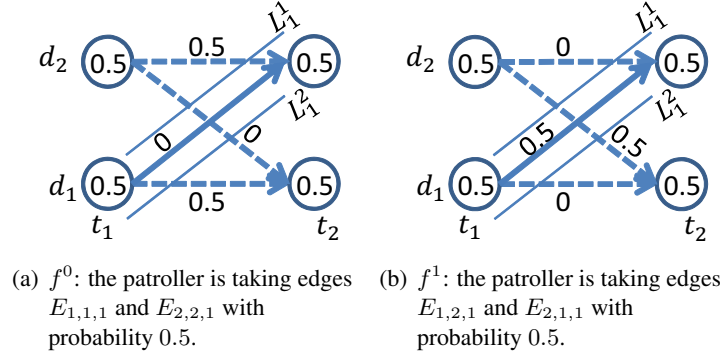 d₂ 0.5 0.5 L₁¹ 0.5
0 0 L₁²
d₁ 0.5 0.5 0.5
t₁ t₂
(a) f⁰: the patroller is taking edges
E₁,₁,₁ and E₂,₂,₁ with
probability 0.5.
d₂ 0.5 0 L₁¹ 0.5
0.5 0.5 L₁²
d₁ 0.5 0 0.5
t₁ t₂
(b) f¹: the patroller is taking edges
E₁,₂,₁ and E₂,₁,₁ with
probability 0.5.